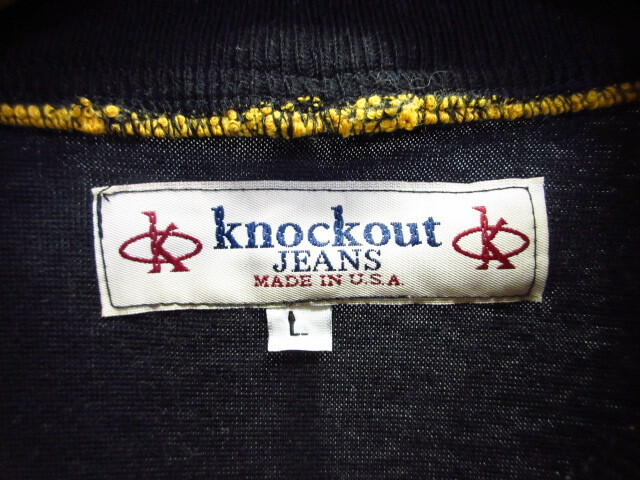 k knockout k
JEANS
MADE IN U.S.A.
L